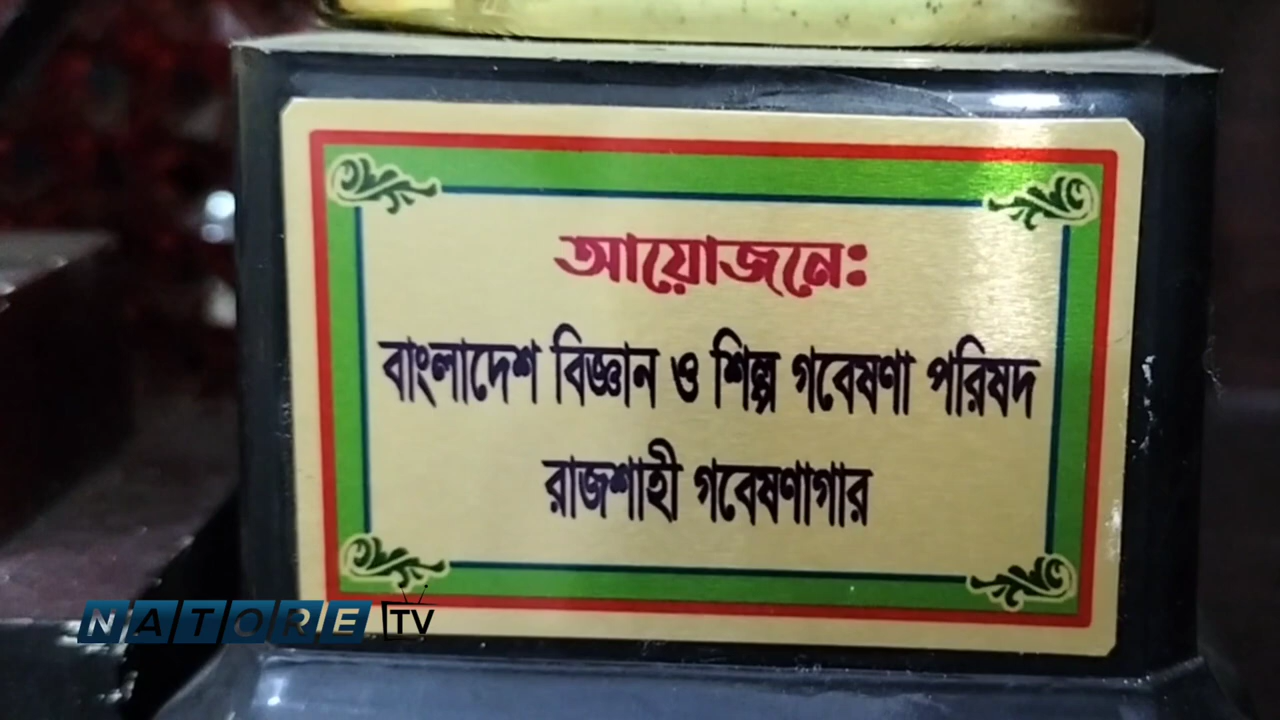 আয়োজনে:
বাংলাদেশ বিজ্ঞান ও শিল্প গবেষণা পরিষদ
রাজশাহী গবেষণাগার
NATORE TV